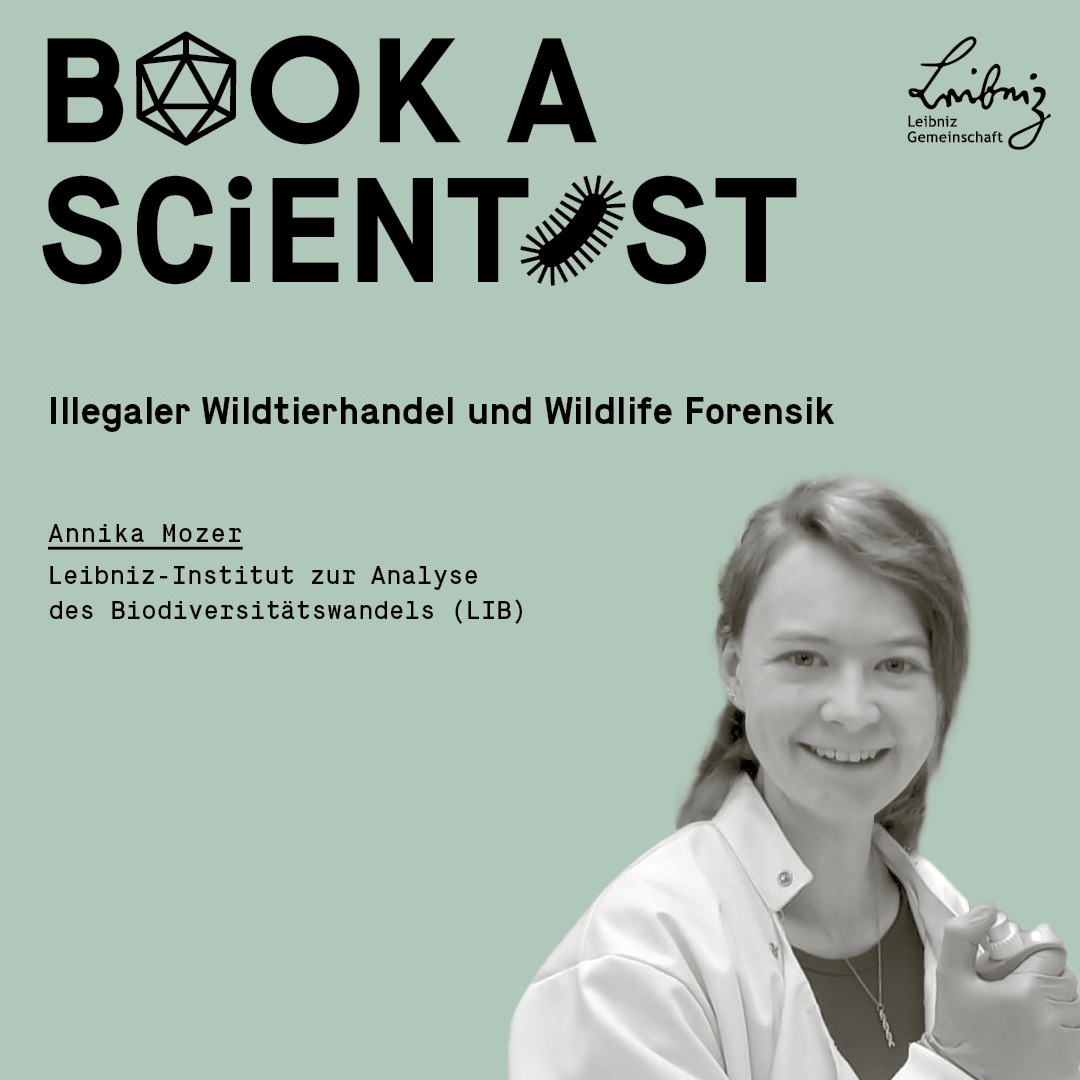 BOOK A
Leibniz
Leibniz
Gemeinschaft
SCiENTIST
Illegaler Wildtierhandel und Wildlife Forensik
Annika Mozer
Leibniz-Institut zur Analyse
des Biodiversitätswandels (LIB)